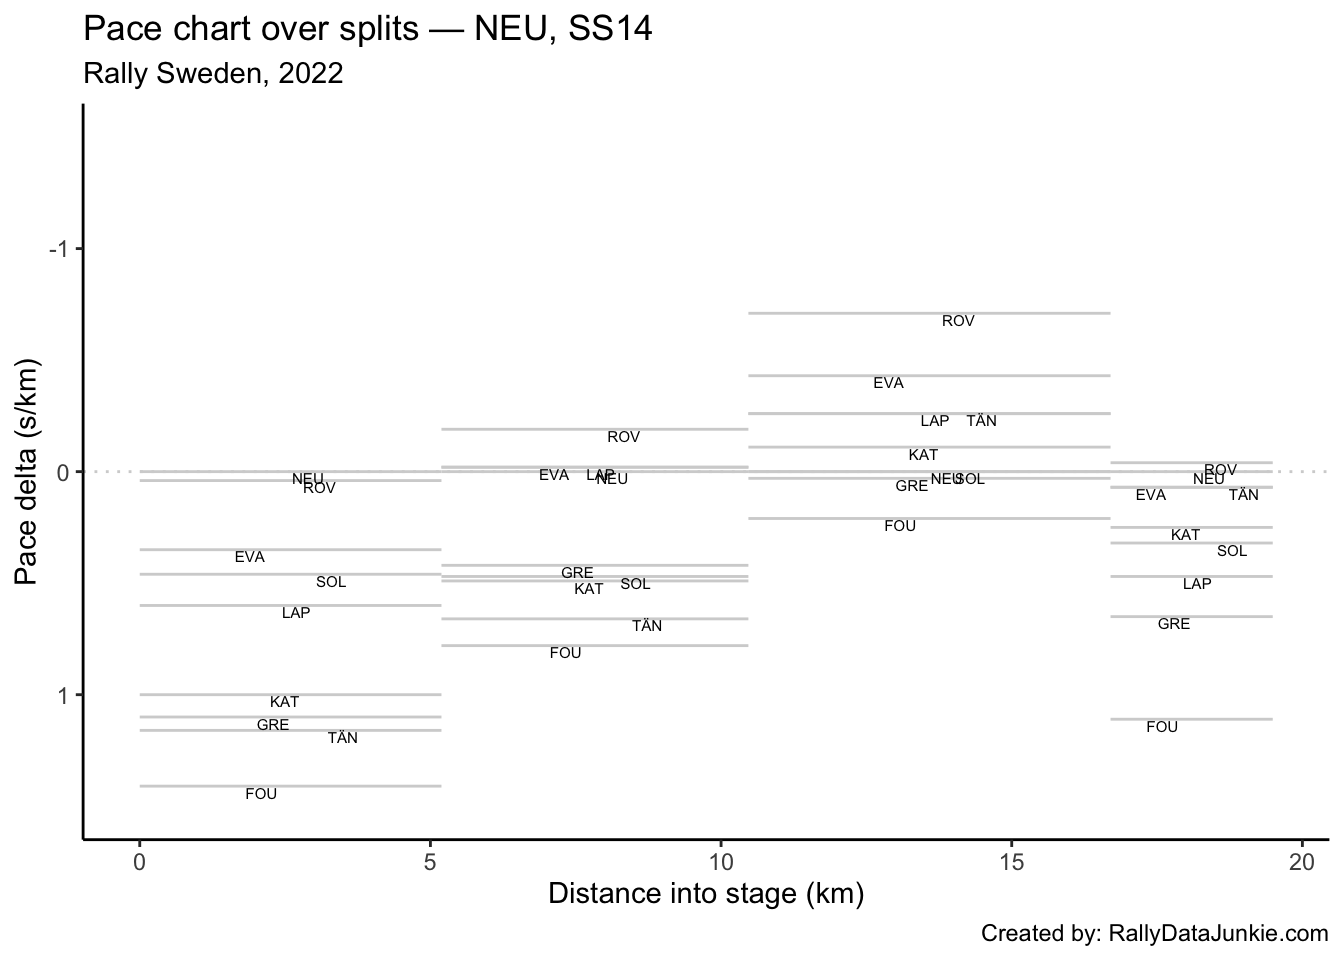 Pace chart over splits — NEU, SS14
Rally Sweden, 2022
Pace delta (s/km)
-1
0
1
ROV
EVA
LAP TÄN
KAT
NEU SOL
GRE
FOU
ROV
EVA LAP NEU
GRE
KAT SOL
TÄN
FOU
NEU
ROV
EVA
SOL
LAP
KAT
GRE
TÄN
FOU
ROV
NEU
EVA TÄN
KAT
SOL
LAP
GRE
FOU
0 5 10 15 20
Distance into stage (km)
Created by: RallyDataJunkie.com